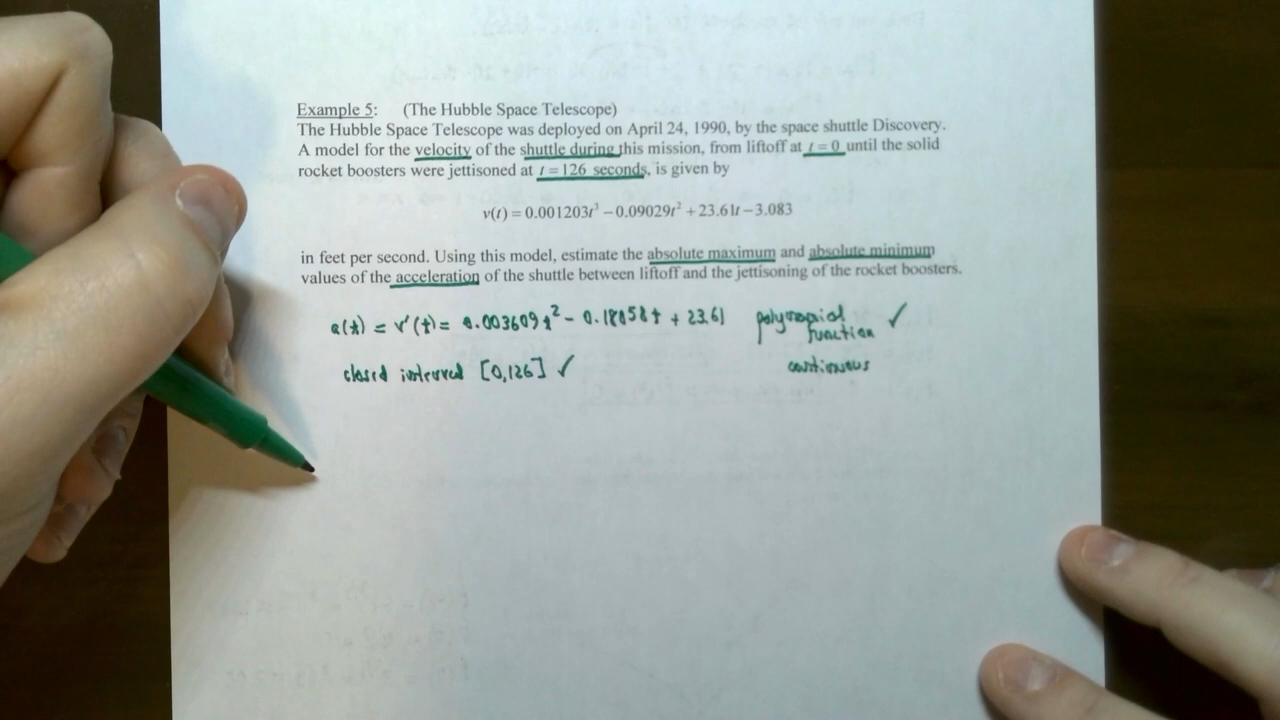 Example 5: (The Hubble Space Telescope)
The Hubble Space Telescope was deployed on April 24, 1990, by the space shuttle Discovery.
A model for the velocity of the shuttle during this mission, from liftoff at t = 0 until the solid
rocket boosters were jettisoned at t = 126 seconds, is given by
v(t) = 0.001203t³ − 0.09029t² + 23.61t − 3.083
in feet per second. Using this model, estimate the absolute maximum and absolute minimum
values of the acceleration of the shuttle between liftoff and the jettisoning of the rocket boosters.
a(t) = v'(t) = 0.003609t² − 0.18058t + 23.61 polynomial function ✓
closed interval [0,126] ✓ continuous